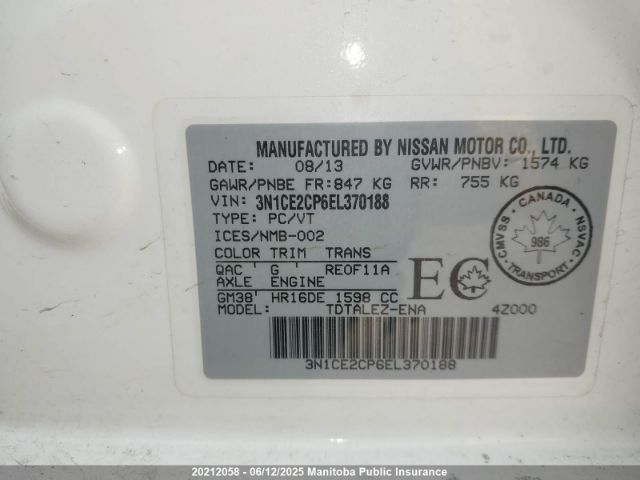 MANUFACTURED BY NISSAN MOTOR CO., LTD.
DATE: 08/13 GVWR/PNBV: 1574 KG
GAWR/PNBE FR:847 KG RR: 755 KG
VIN: 3N1CE2CP6EL370188
TYPE: PC/VT
ICES/NMB-002
COLOR TRIM TRANS
QAC' G RE0F11A
AXLE ENGINE
GM38' HR16DE 1598 CC
MODEL: TDTALEZ-ENA 4Z000
EC
CANADA
CMVSS 986 NSVAC
TRANSPORT
3N1CE2CP6EL370188
20212058 - 06/12/2025 Manitoba Public Insurance